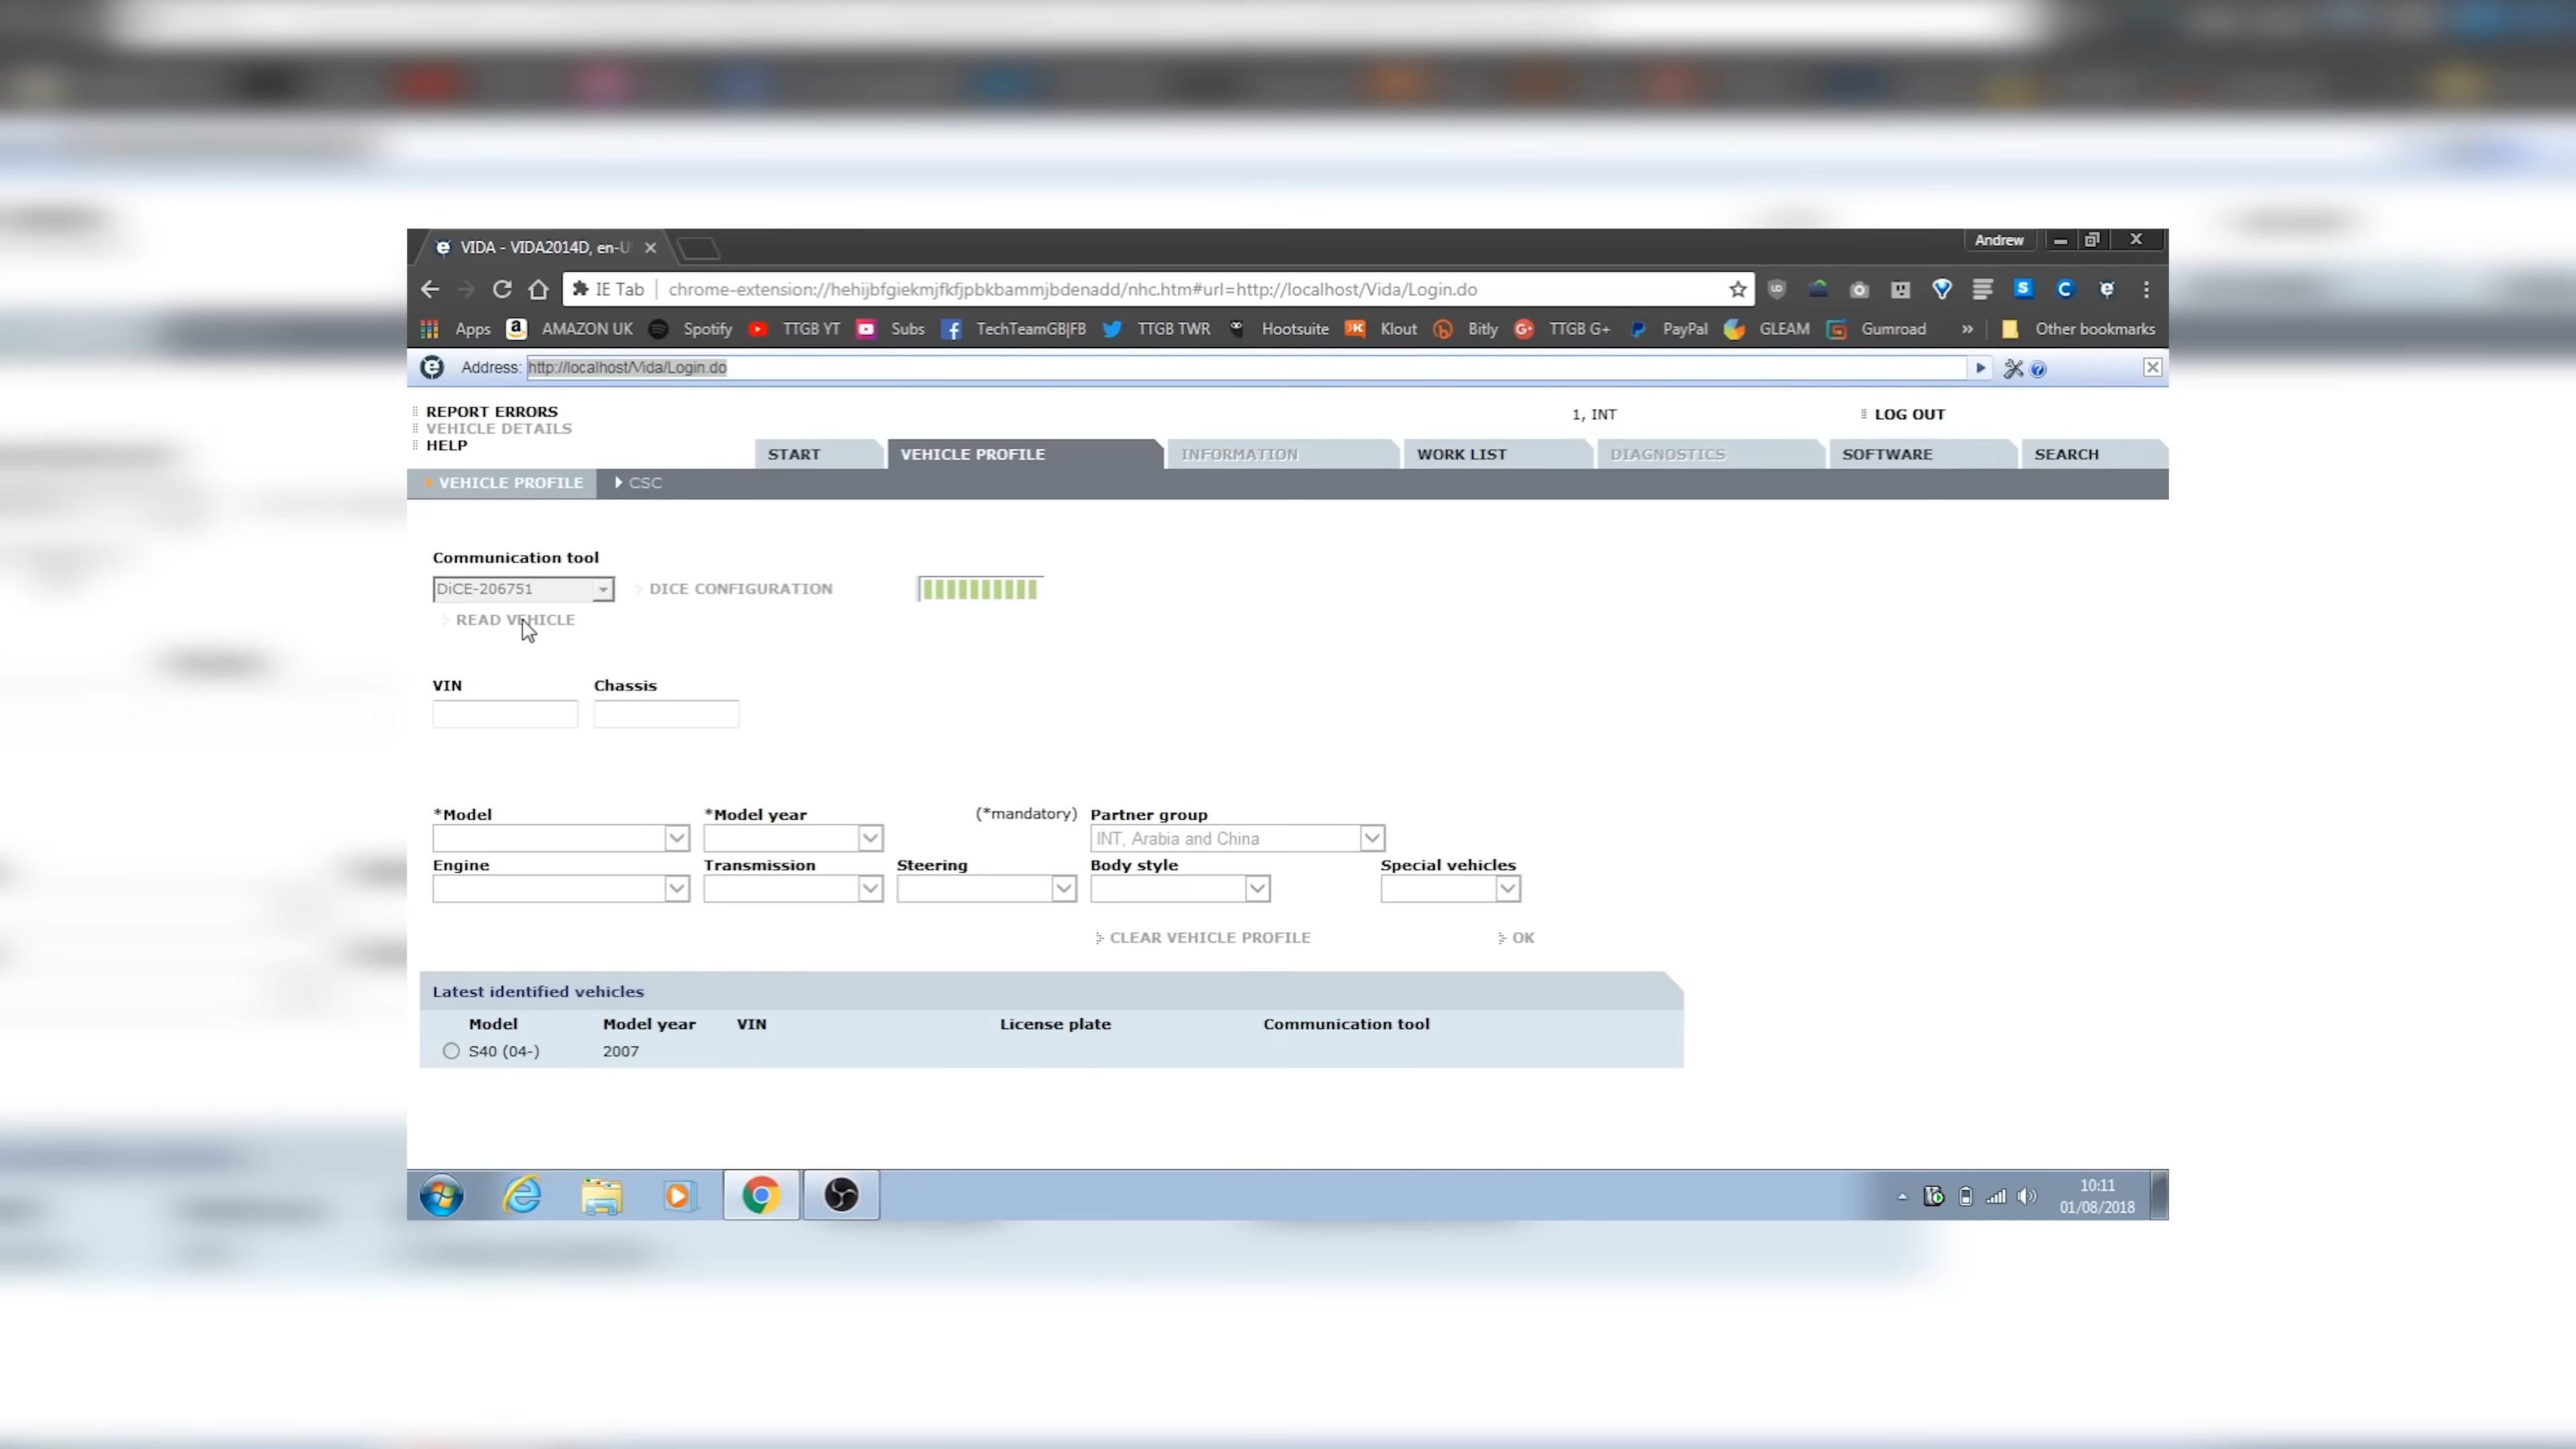 VIDA - VIDA2014D, en-U
Andrew
IE Tab chrome-extension://hehijbfgiekmjfkfjpbkbammjbdenadd/nhc.htm#url=http://localhost/Vida/Login.do
Apps AMAZON UK Spotify TTGB YT Subs TechTeamGB|FB TTGB TWR Hootsuite Klout Bitly TTGB G+ PayPal GLEAM Gumroad » Other bookmarks
Address: http://localhost/Vida/Login.do
REPORT ERRORS
VEHICLE DETAILS
HELP
1, INT
LOG OUT
START VEHICLE PROFILE INFORMATION WORK LIST DIAGNOSTICS SOFTWARE SEARCH
VEHICLE PROFILE CSC
Communication tool
DiCE-206751 DICE CONFIGURATION
READ VEHICLE
VIN Chassis
*Model *Model year (*mandatory) Partner group
INT, Arabia and China
Engine Transmission Steering Body style Special vehicles
CLEAR VEHICLE PROFILE OK
Latest identified vehicles
Model Model year VIN License plate Communication tool
S40 (04-) 2007
10:11
01/08/2018